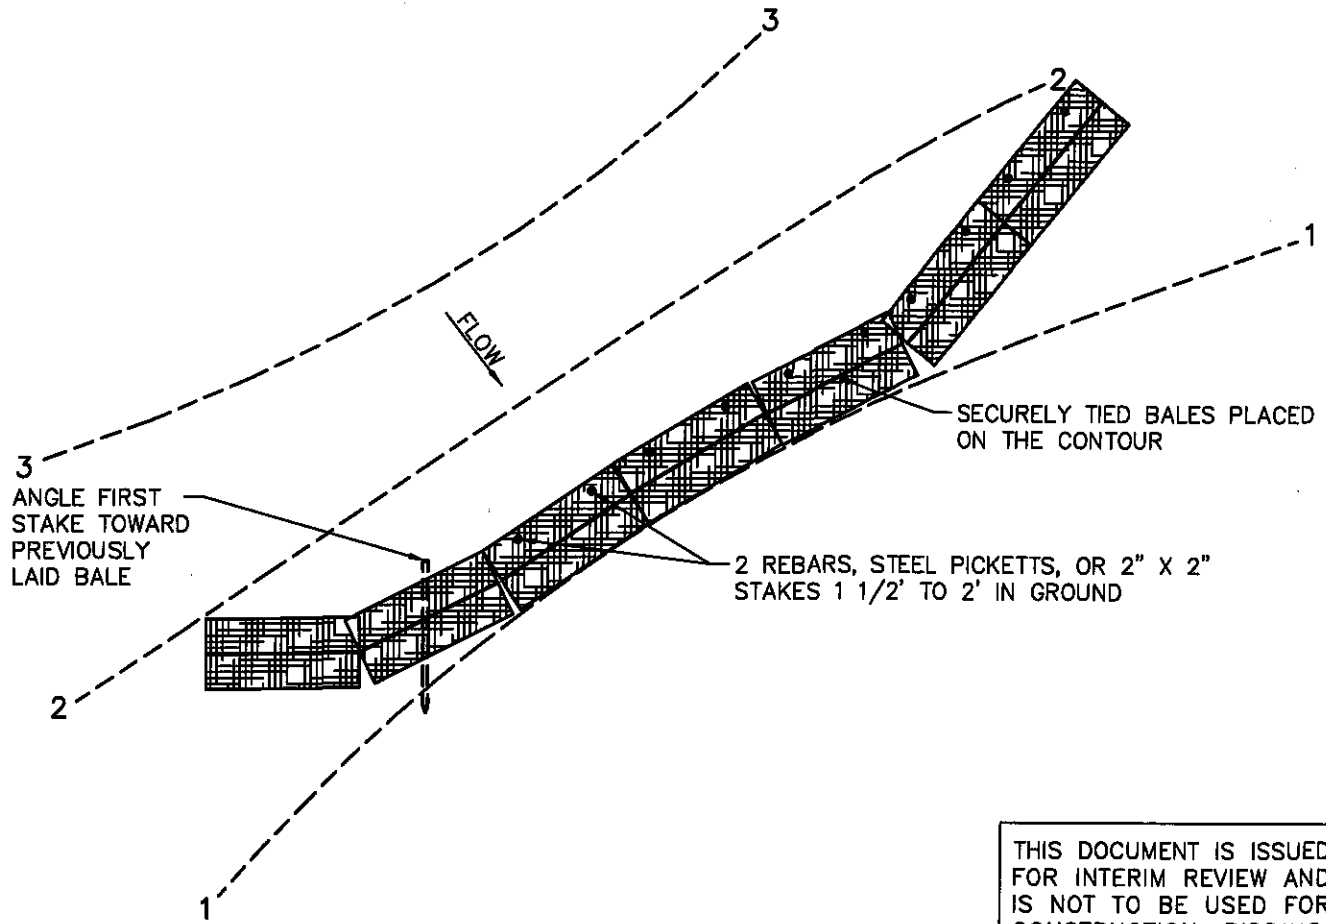 3
2
1
FLOW
SECURELY TIED BALES PLACED
ON THE CONTOUR
3
ANGLE FIRST
STAKE TOWARD
PREVIOUSLY
LAID BALE
2 REBARS, STEEL PICKETTS, OR 2" X 2"
STAKES 1 1/2' TO 2' IN GROUND
2
1
THIS DOCUMENT IS ISSUED
FOR INTERIM REVIEW AND
IS NOT TO BE USED FOR